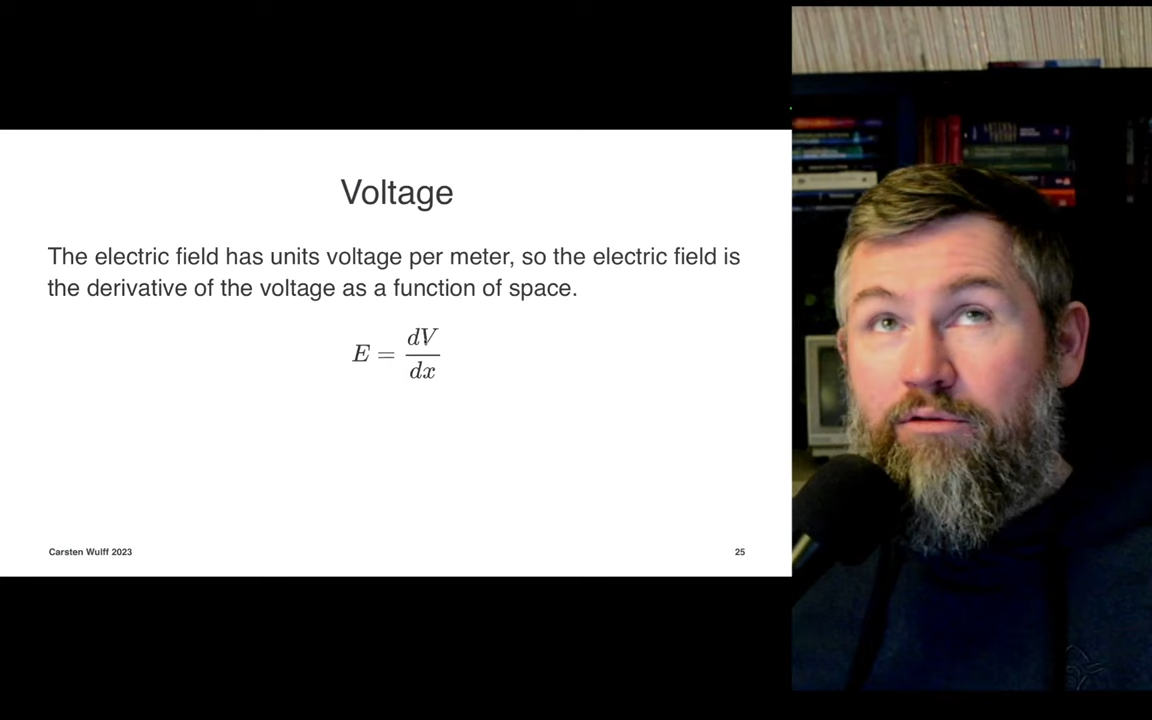 Voltage
The electric field has units voltage per meter, so the electric field is
the derivative of the voltage as a function of space.
E = dV/dx
Carsten Wulff 2023
25